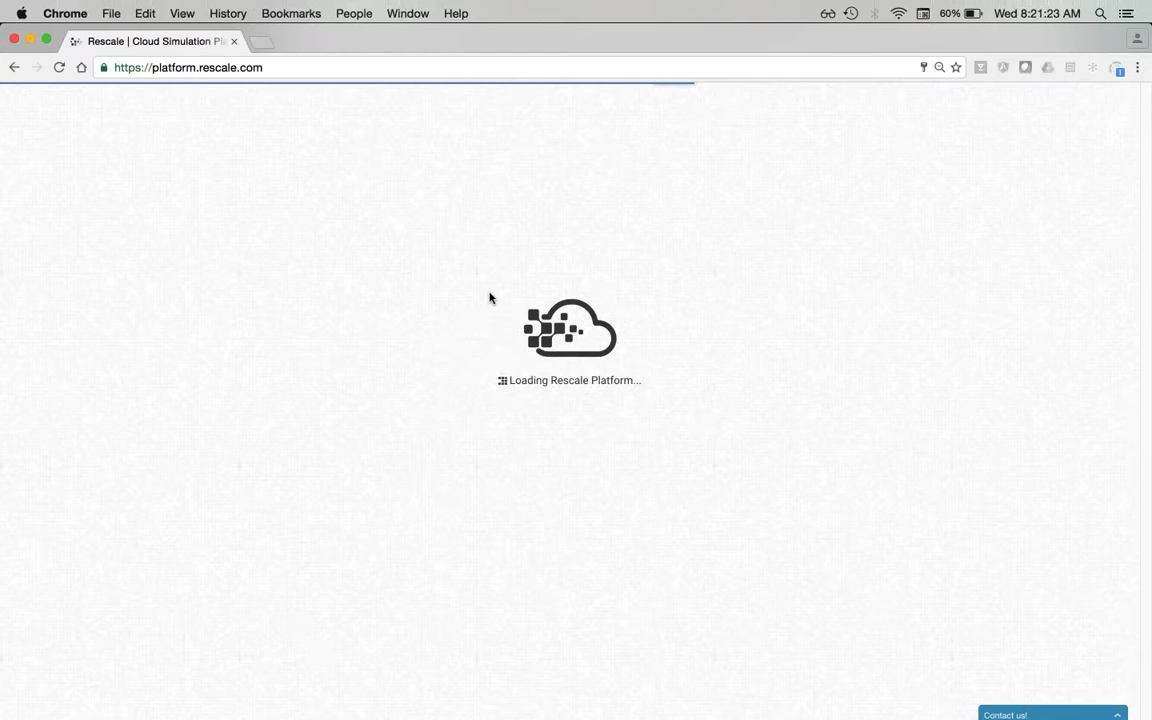 Chrome File Edit View History Bookmarks People Window Help 60% Wed 8:21:23 AM
Rescale | Cloud Simulation Pla
https://platform.rescale.com
Loading Rescale Platform...
Contact us!